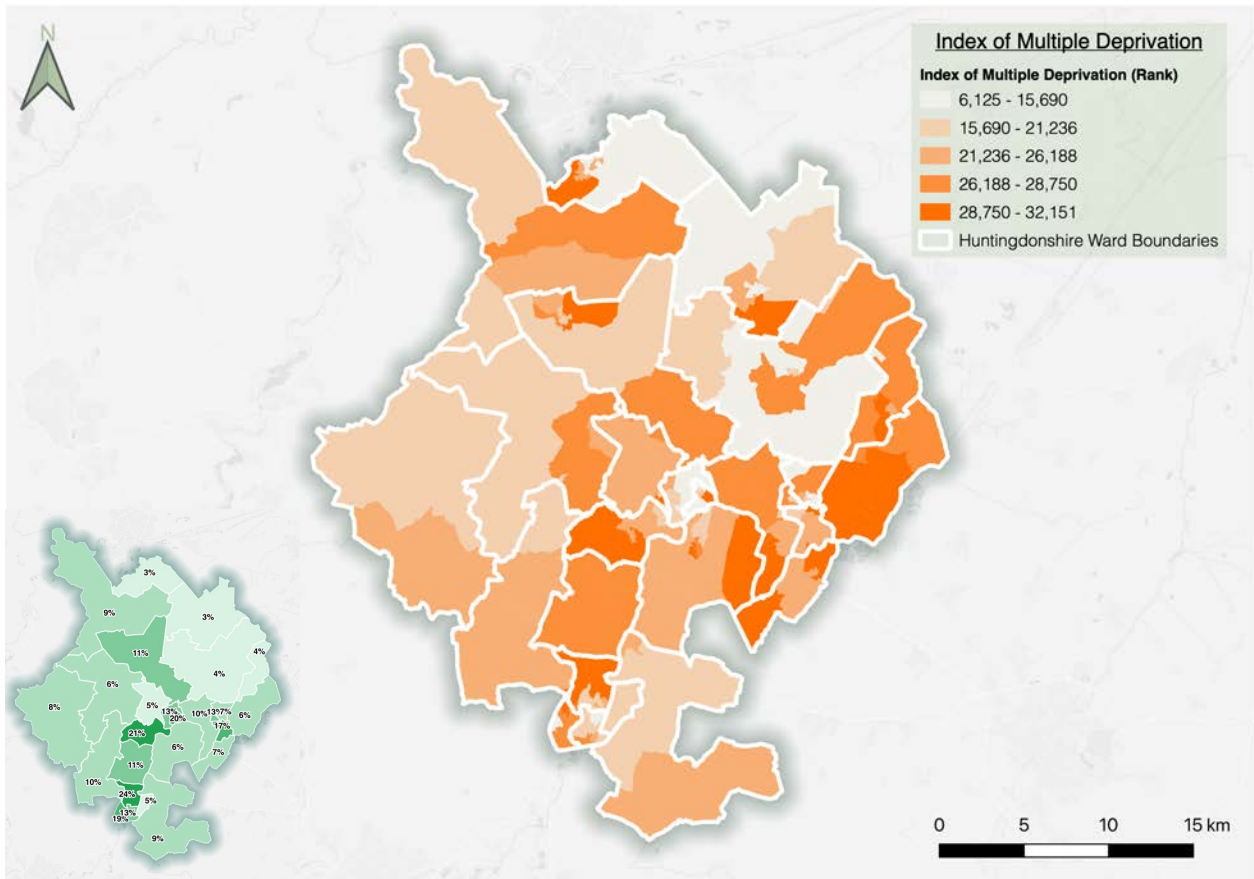 N
Index of Multiple Deprivation
Index of Multiple Deprivation (Rank)
6,125 - 15,690
15,690 - 21,236
21,236 - 26,188
26,188 - 28,750
28,750 - 32,151
Huntingdonshire Ward Boundaries
3%
9%
3%
11%
4%
4%
6%
8%
5%
13%
20%
10%
13%
7%
6%
17%
21%
6%
7%
11%
10%
24%
5%
13%
19%
9%
0 5 10 15 km